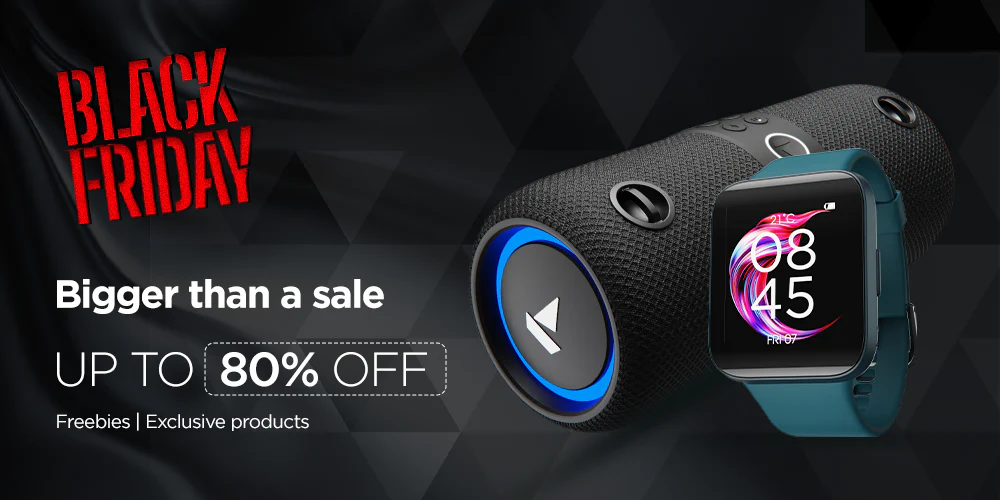 BLACK
FRIDAY
Bigger than a sale
UP TO 80% OFF
Freebies | Exclusive products
21°C
08
45
FRI 07